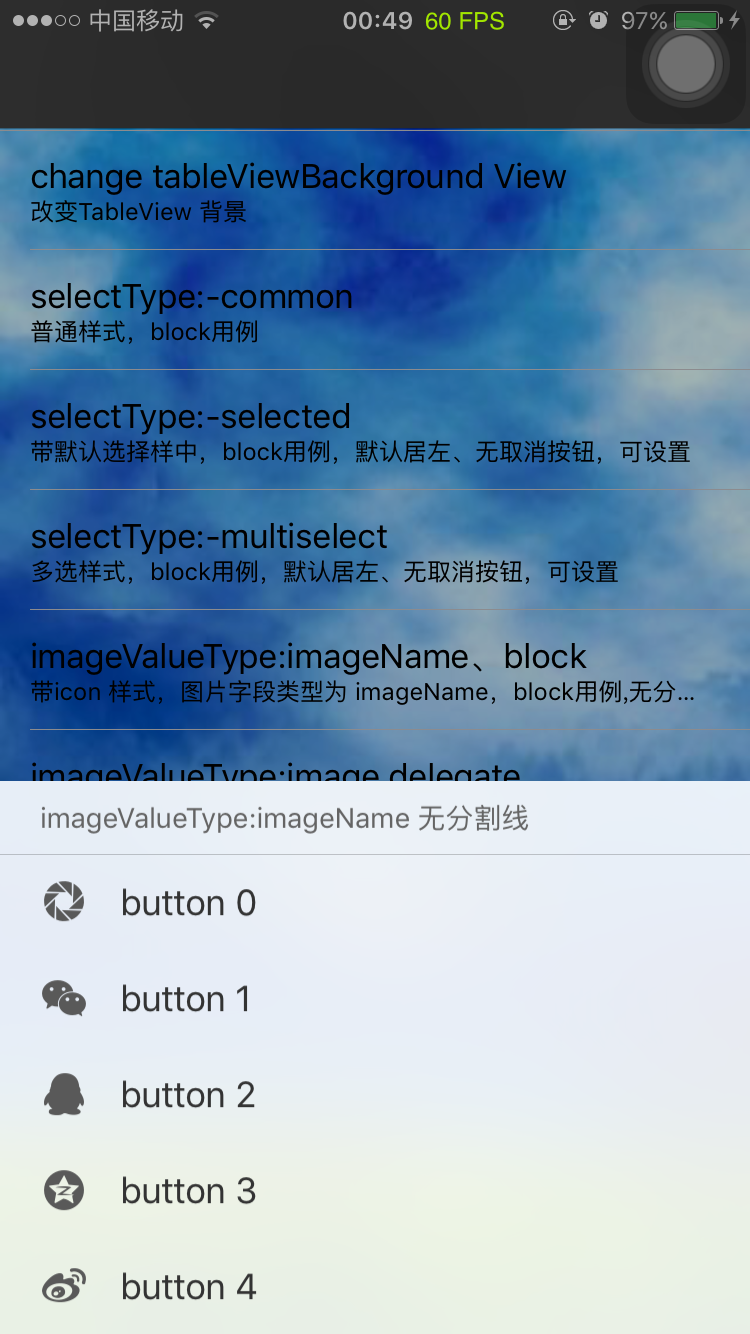 中国移动 00:49 60 FPS 97%
change tableViewBackground View
改变TableView 背景
selectType:-common
普通样式，block用例
selectType:-selected
带默认选择样中，block用例，默认居左、无取消按钮，可设置
selectType:-multiselect
多选样式，block用例，默认居左、无取消按钮，可设置
imageValueType:imageName、block
带icon 样式，图片字段类型为 imageName，block用例,无分...
imageValueType:image delegate
imageValueType:imageName 无分割线
button 0
button 1
button 2
button 3
button 4